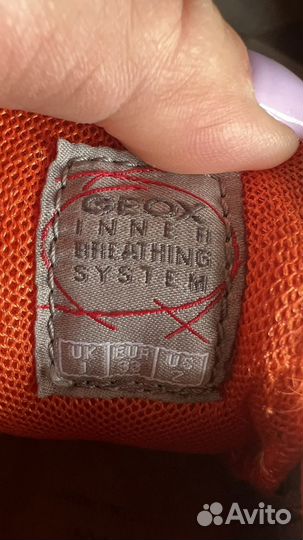 GEOX
INNER
BREATHING
SYSTEM
UK EUR US
1 33 2
Avito